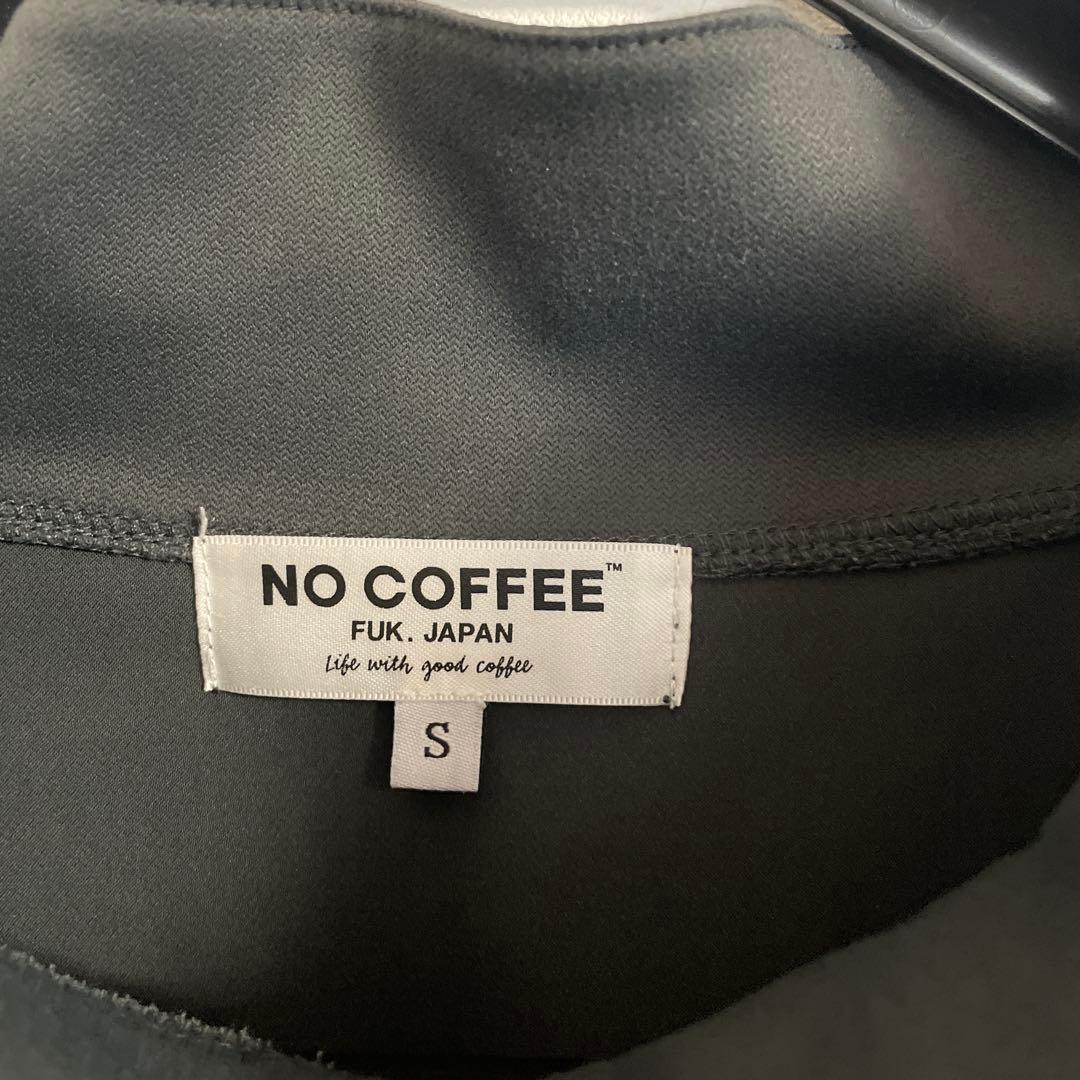 NO COFFEE™
FUK. JAPAN
Life with good coffee
S